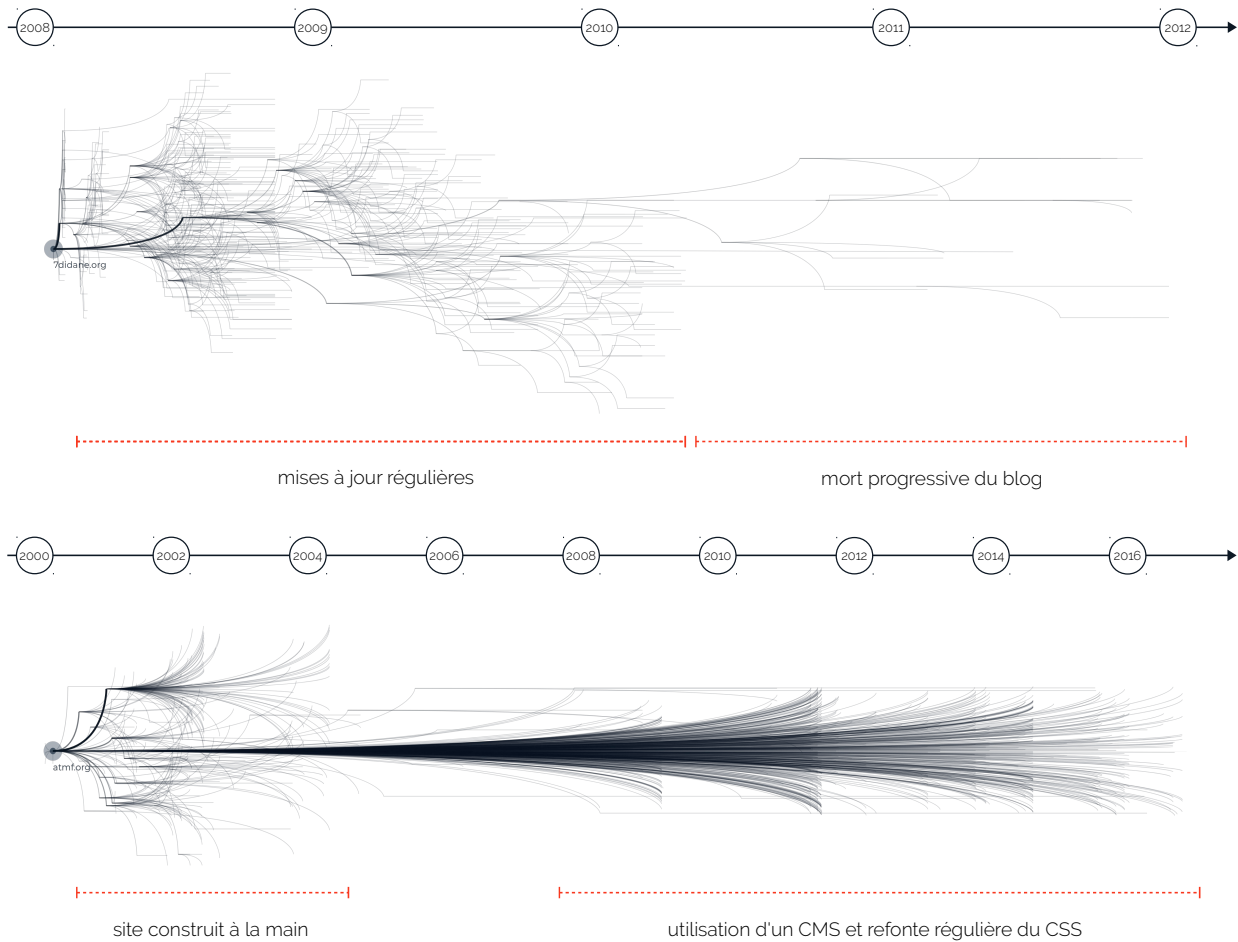 2008 2009 2010 2011 2012
7didane.org
mises à jour régulières mort progressive du blog
2000 2002 2004 2006 2008 2010 2012 2014 2016
atmf.org
site construit à la main utilisation d'un CMS et refonte régulière du CSS